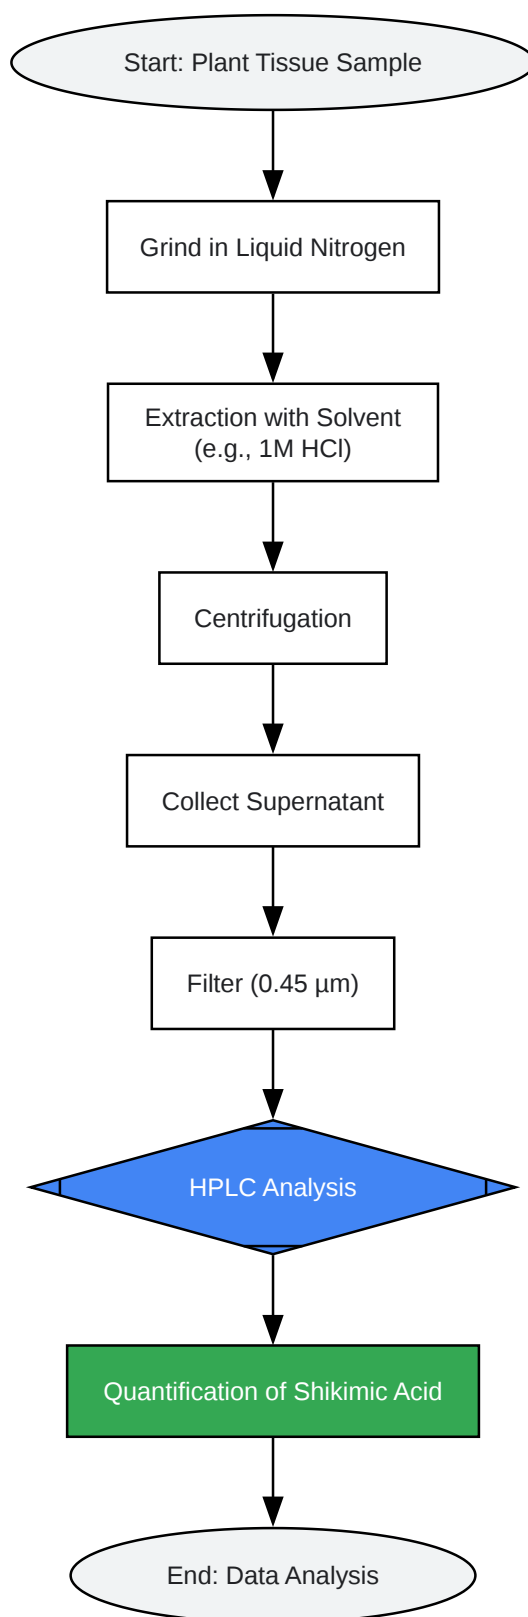 Start: Plant Tissue Sample
Grind in Liquid Nitrogen
Extraction with Solvent
(e.g., 1M HCl)
Centrifugation
Collect Supernatant
Filter (0.45 µm)
HPLC Analysis
Quantification of Shikimic Acid
End: Data Analysis